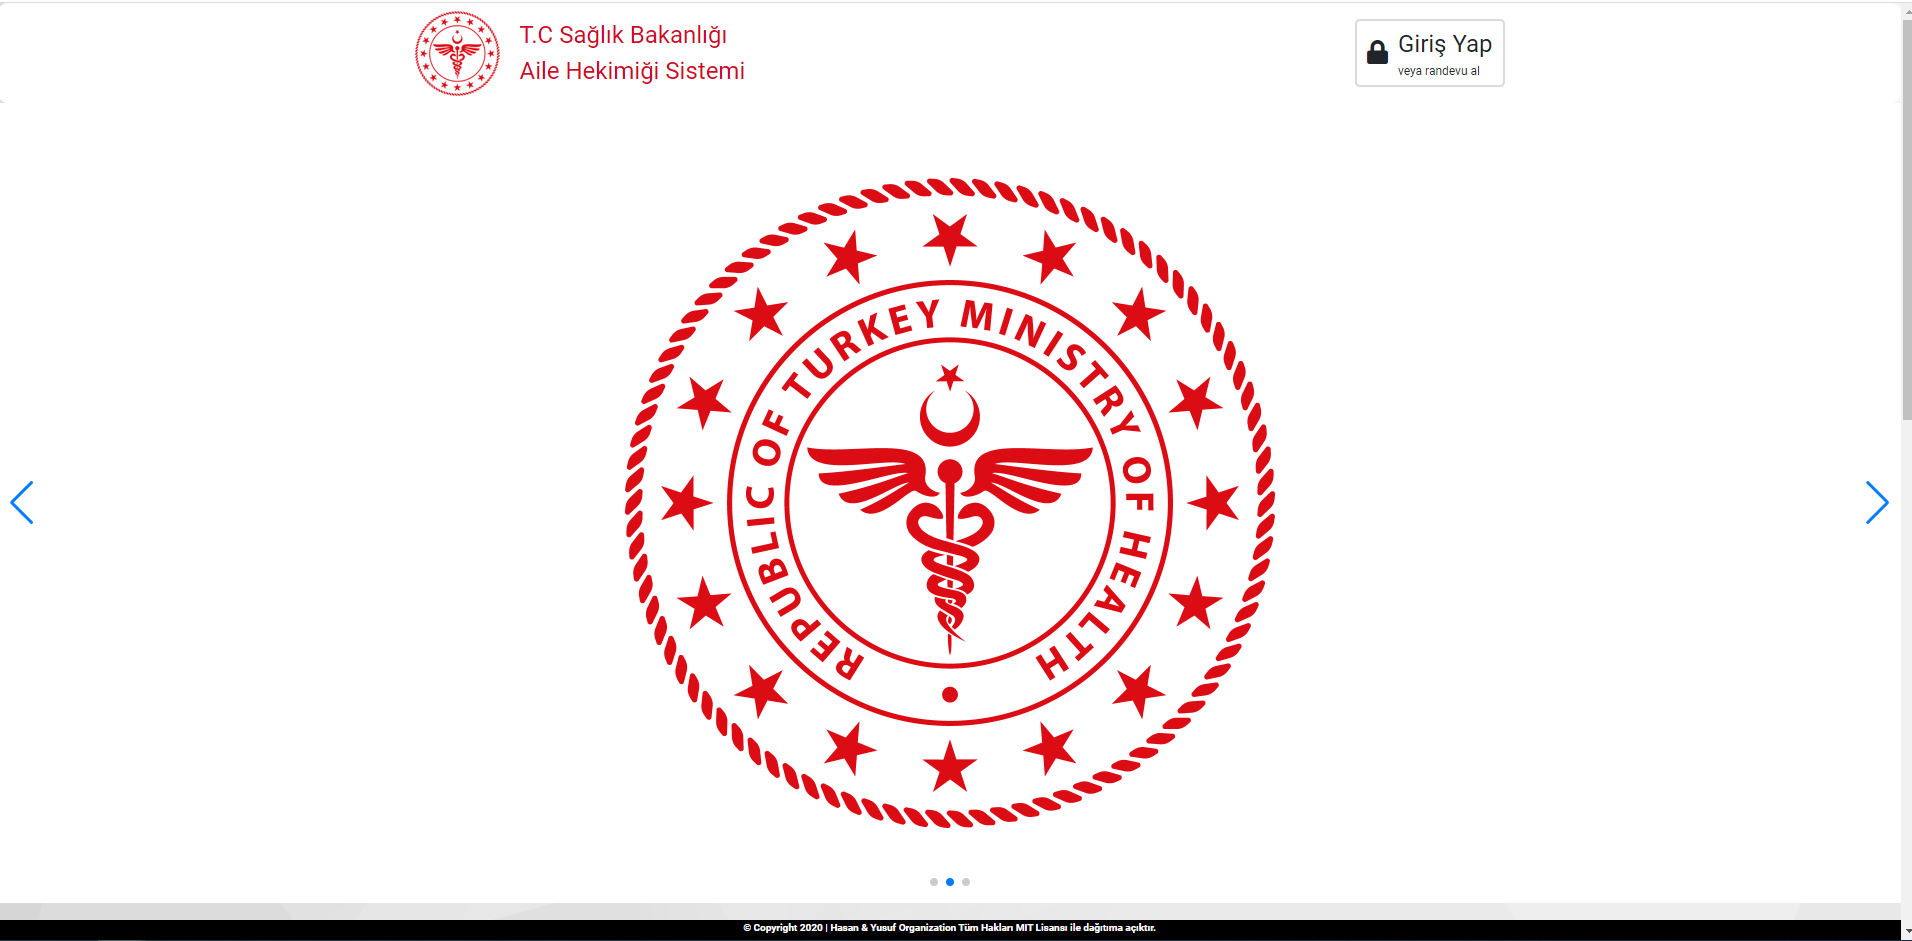 T.C Sağlık Bakanlığı
Aile Hekimiği Sistemi
Giriş Yap
veya randevu al
REPUBLIC OF TURKEY MINISTRY OF HEALTH
© Copyright 2020 | Hasan & Yusuf Organization Tüm Hakları MIT Lisansı ile dağıtıma açıktır.